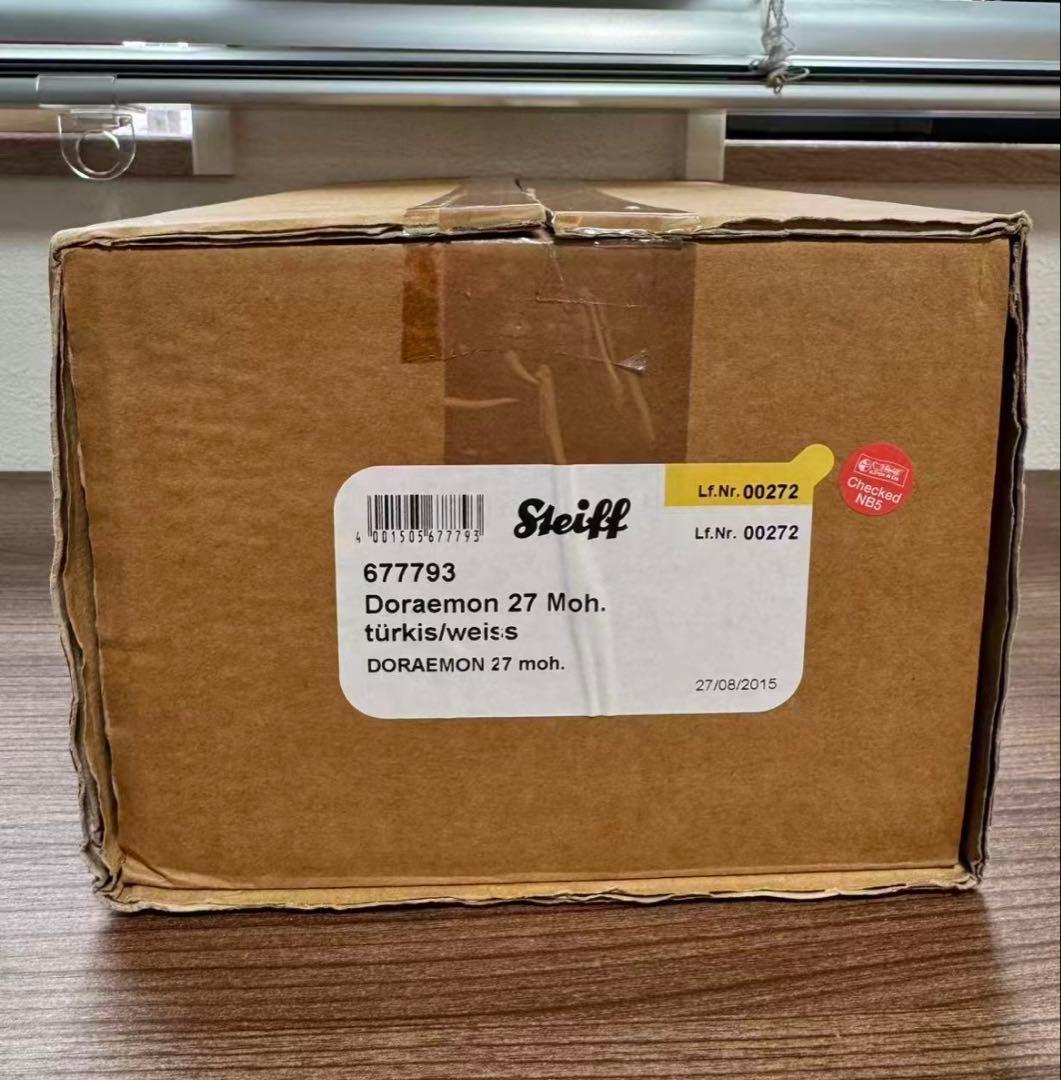 Lf.Nr. 00272
4 001505 677793
Steiff
Lf.Nr. 00272
Checked
NB5
677793
Doraemon 27 Moh.
türkis/weiss
DORAEMON 27 moh.
27/08/2015